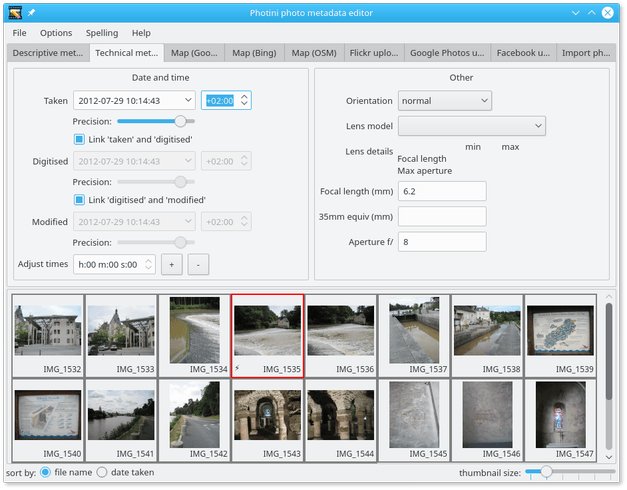 Photini photo metadata editor
File Options Spelling Help
Descriptive met... Technical met... Map (Goo... Map (Bing) Map (OSM) Flickr uplo... Google Photos u... Facebook u... Import ph...
Date and time
Other
Taken 2012-07-29 10:14:43 +02:00
Orientation normal
Precision:
Lens model
Link 'taken' and 'digitised'
min max
Lens details
Digitised 2012-07-29 10:14:43 +02:00
Focal length
Max aperture
Precision:
Focal length (mm) 6.2
Link 'digitised' and 'modified'
35mm equiv (mm)
Modified 2012-07-29 10:14:43 +02:00
Precision:
Aperture f/ 8
Adjust times h:00 m:00 s:00 + -
IMG_1532 IMG_1533 IMG_1534 IMG_1535 IMG_1536 IMG_1537 IMG_1538 IMG_1539
IMG_1540 IMG_1541 IMG_1542 IMG_1543 IMG_1544 IMG_1545 IMG_1546 IMG_1547
sort by: file name date taken thumbnail size: